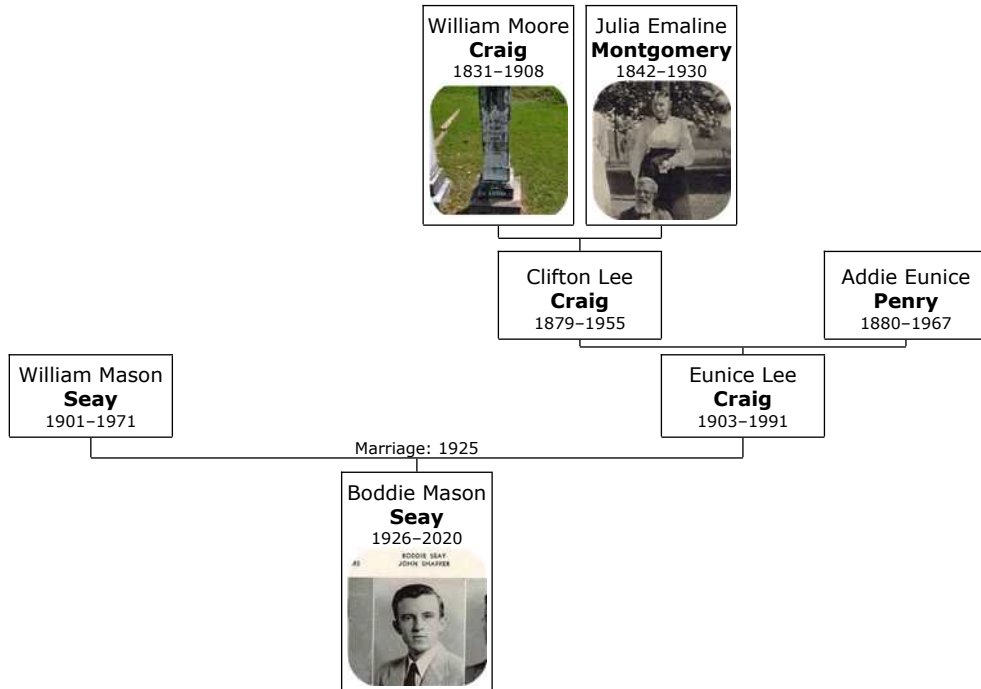 William Moore
Craig
1831–1908
Julia Emaline
Montgomery
1842–1930
Clifton Lee
Craig
1879–1955
Addie Eunice
Penry
1880–1967
William Mason
Seay
1901–1971
Eunice Lee
Craig
1903–1991
Marriage: 1925
Boddie Mason
Seay
1926–2020
BODDIE SEAY
JOHN SHAFFER